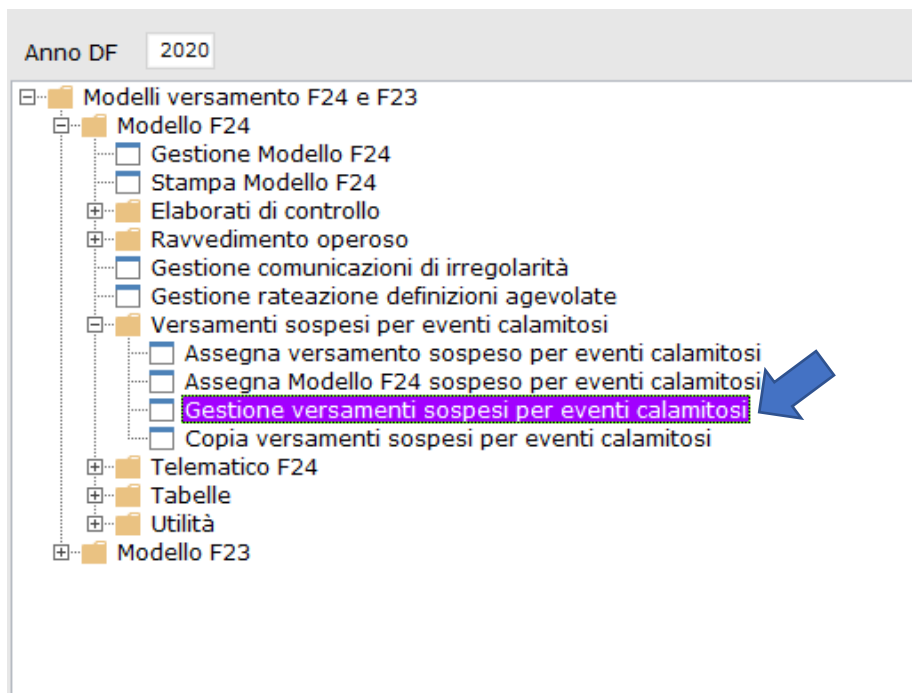 Anno DF 2020
Modelli versamento F24 e F23
Modello F24
Gestione Modello F24
Stampa Modello F24
Elaborati di controllo
Ravvedimento operoso
Gestione comunicazioni di irregolarità
Gestione rateazione definizioni agevolate
Versamenti sospesi per eventi calamitosi
Assegna versamento sospeso per eventi calamitosi
Assegna Modello F24 sospeso per eventi calamitosi
Gestione versamenti sospesi per eventi calamitosi
Copia versamenti sospesi per eventi calamitosi
Telematico F24
Tabelle
Utilità
Modello F23